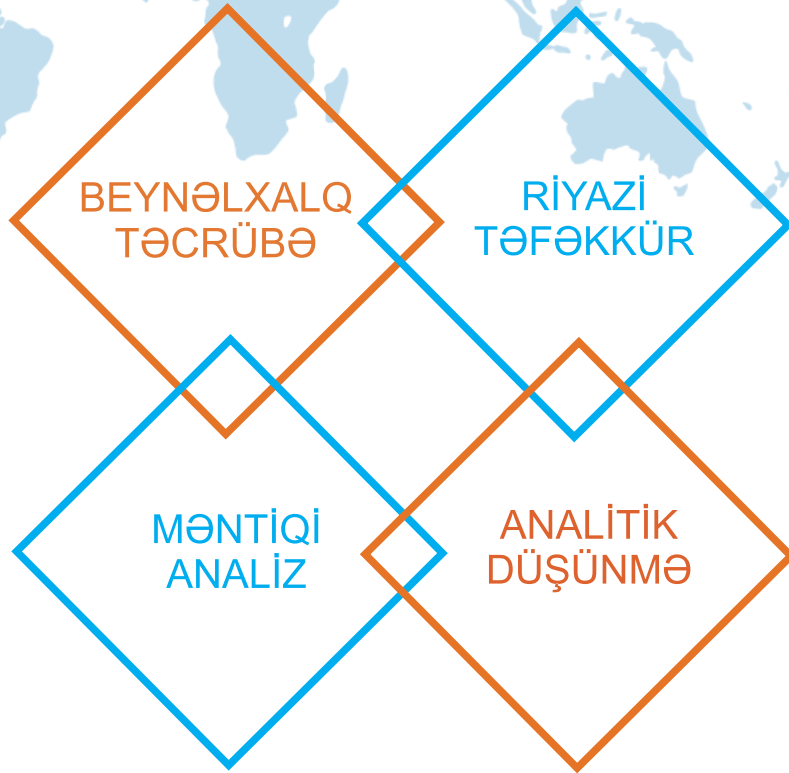 BEYNƏLXALQ
TƏCRÜBƏ
RİYAZİ
TƏFƏKKÜR
MƏNTİQİ
ANALİZ
ANALİTİK
DÜŞÜNMƏ